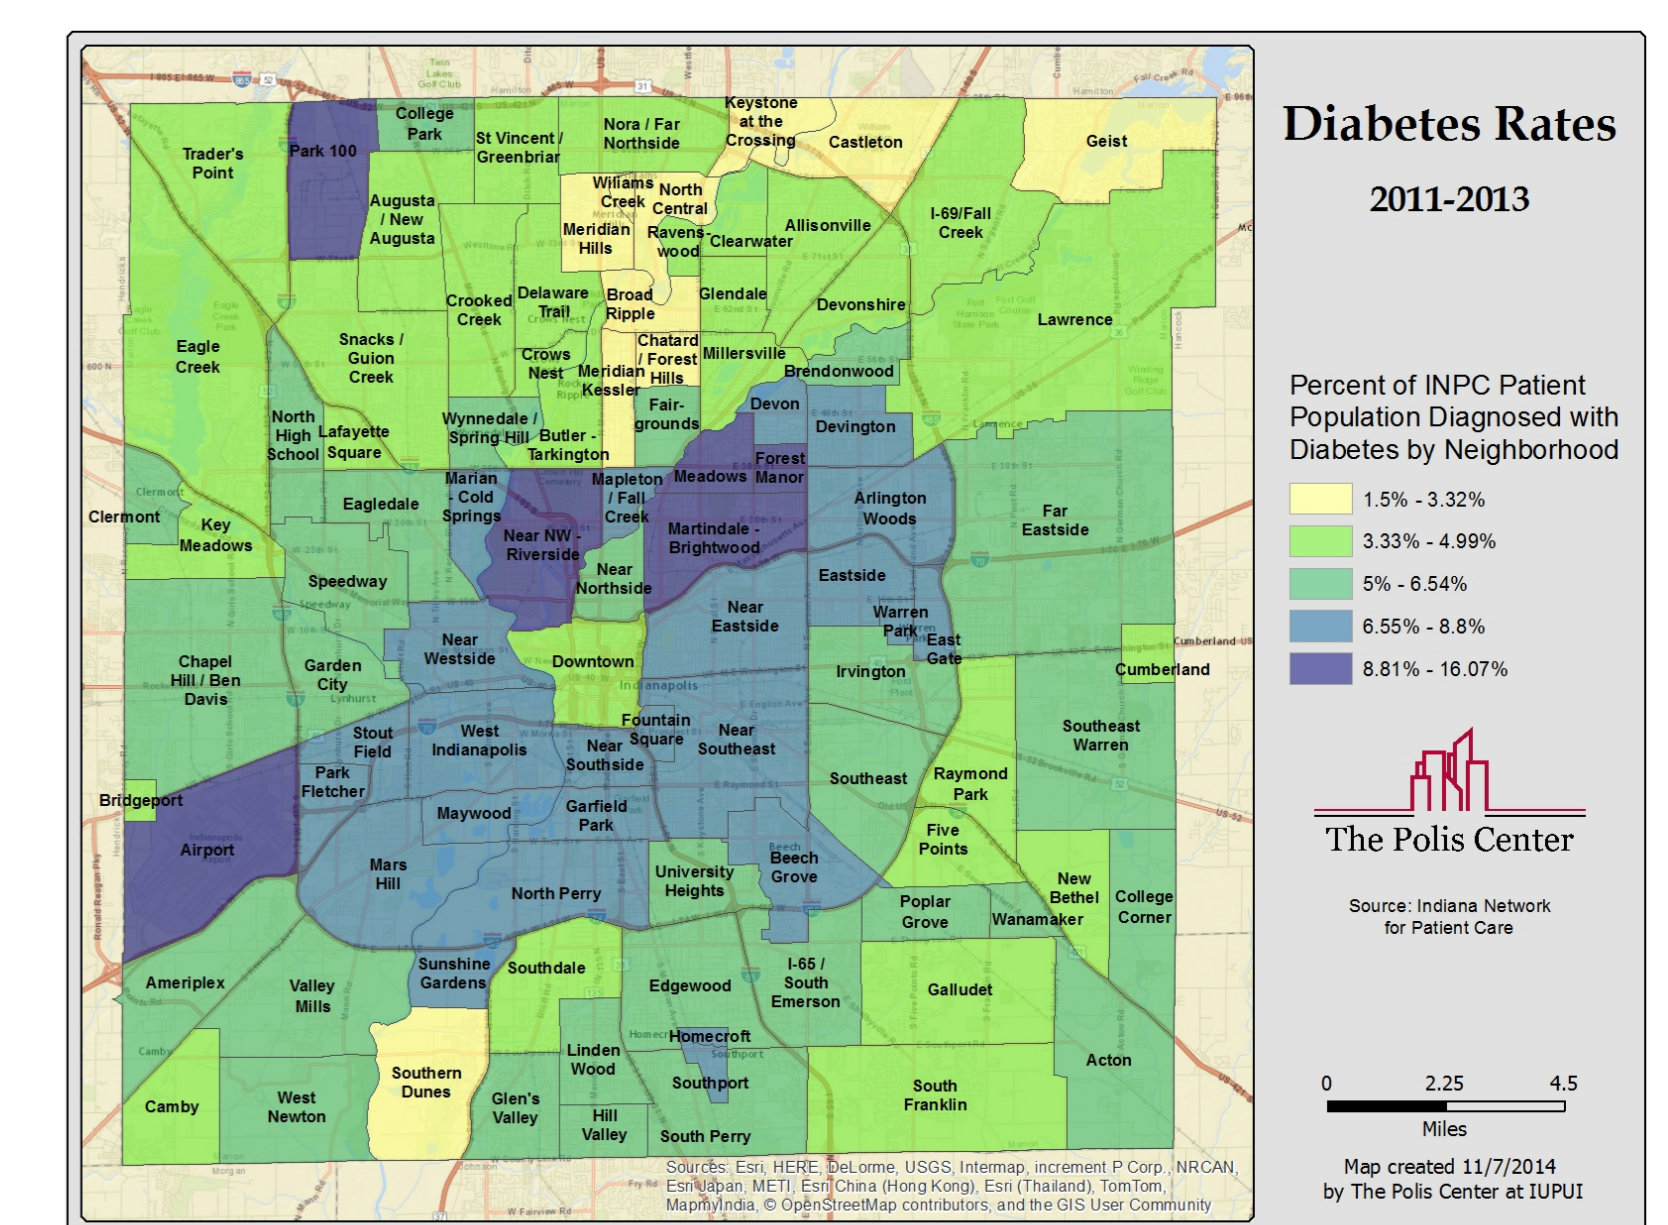 Diabetes Rates
2011-2013
Percent of INPC Patient
Population Diagnosed with
Diabetes by Neighborhood
1.5% - 3.32%
3.33% - 4.99%
5% - 6.54%
6.55% - 8.8%
8.81% - 16.07%
The Polis Center
Source: Indiana Network
for Patient Care
0 2.25 4.5
Miles
Map created 11/7/2014
by The Polis Center at IUPUI
Trader's
Point
Park 100
College
Park
St Vincent /
Greenbriar
Nora / Far
Northside
Keystone
at the
Crossing
Castleton
Geist
Augusta
/ New
Augusta
Wiliams
Creek
North
Central
Meridian
Hills
Ravens-
wood
Clearwater
Allisonville
I-69/Fall
Creek
Crooked
Creek
Delaware
Trail
Broad
Ripple
Glendale
Devonshire
Lawrence
Eagle
Creek
Snacks /
Guion
Creek
Crows
Nest
Meridian
Kessler
Chatard
/ Forest
Hills
Millersville
Brendonwood
North
High
School
Lafayette
Square
Wynnedale /
Spring Hill
Butler -
Tarkington
Fair-
grounds
Devon
Devington
Clermont
Key
Meadows
Eagledale
Marian
- Cold
Springs
Mapleton
/ Fall
Creek
Meadows
Forest
Manor
Arlington
Woods
Far
Eastside
Near NW -
Riverside
Martindale -
Brightwood
Speedway
Near
Northside
Near
Eastside
Eastside
Warren
Park
East
Gate
Chapel
Hill / Ben
Davis
Garden
City
Near
Westside
Downtown
Irvington
Cumberland
Stout
Field
West
Indianapolis
Fountain
Square
Near
Southside
Near
Southeast
Southeast
Southeast
Warren
Raymond
Park
Bridgeport
Park
Fletcher
Airport
Maywood
Garfield
Park
Five
Points
Mars
Hill
North Perry
University
Heights
Beech
Grove
Poplar
Grove
Wanamaker
New
Bethel
College
Corner
Ameriplex
Valley
Mills
Sunshine
Gardens
Southdale
Edgewood
I-65 /
South
Emerson
Galludet
Homecroft
Camby
West
Newton
Southern
Dunes
Glen's
Valley
Linden
Wood
Hill
Valley
Southport
South Perry
South
Franklin
Acton
Sources: Esri, HERE, DeLorme, USGS, Intermap, increment P Corp., NRCAN,
Esri Japan, METI, Esri China (Hong Kong), Esri (Thailand), TomTom,
MapmyIndia, © OpenStreetMap contributors, and the GIS User Community